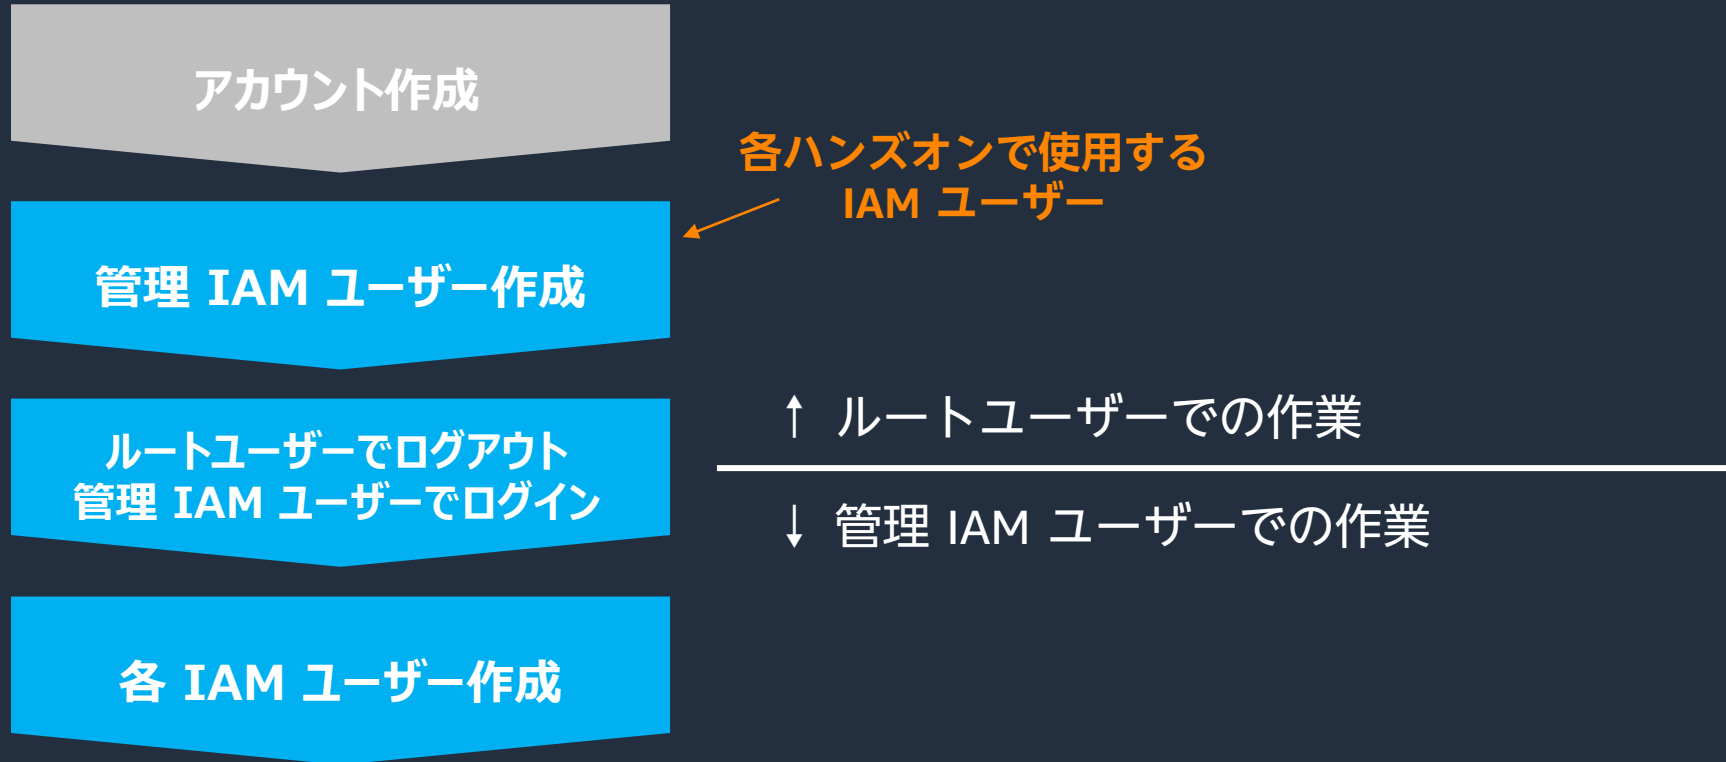 アカウント作成
各ハンズオンで使用する
IAM ユーザー
管理 IAM ユーザー作成
↑ ルートユーザーでの作業
ルートユーザーでログアウト
管理 IAM ユーザーでログイン
↓ 管理 IAM ユーザーでの作業
各 IAM ユーザー作成